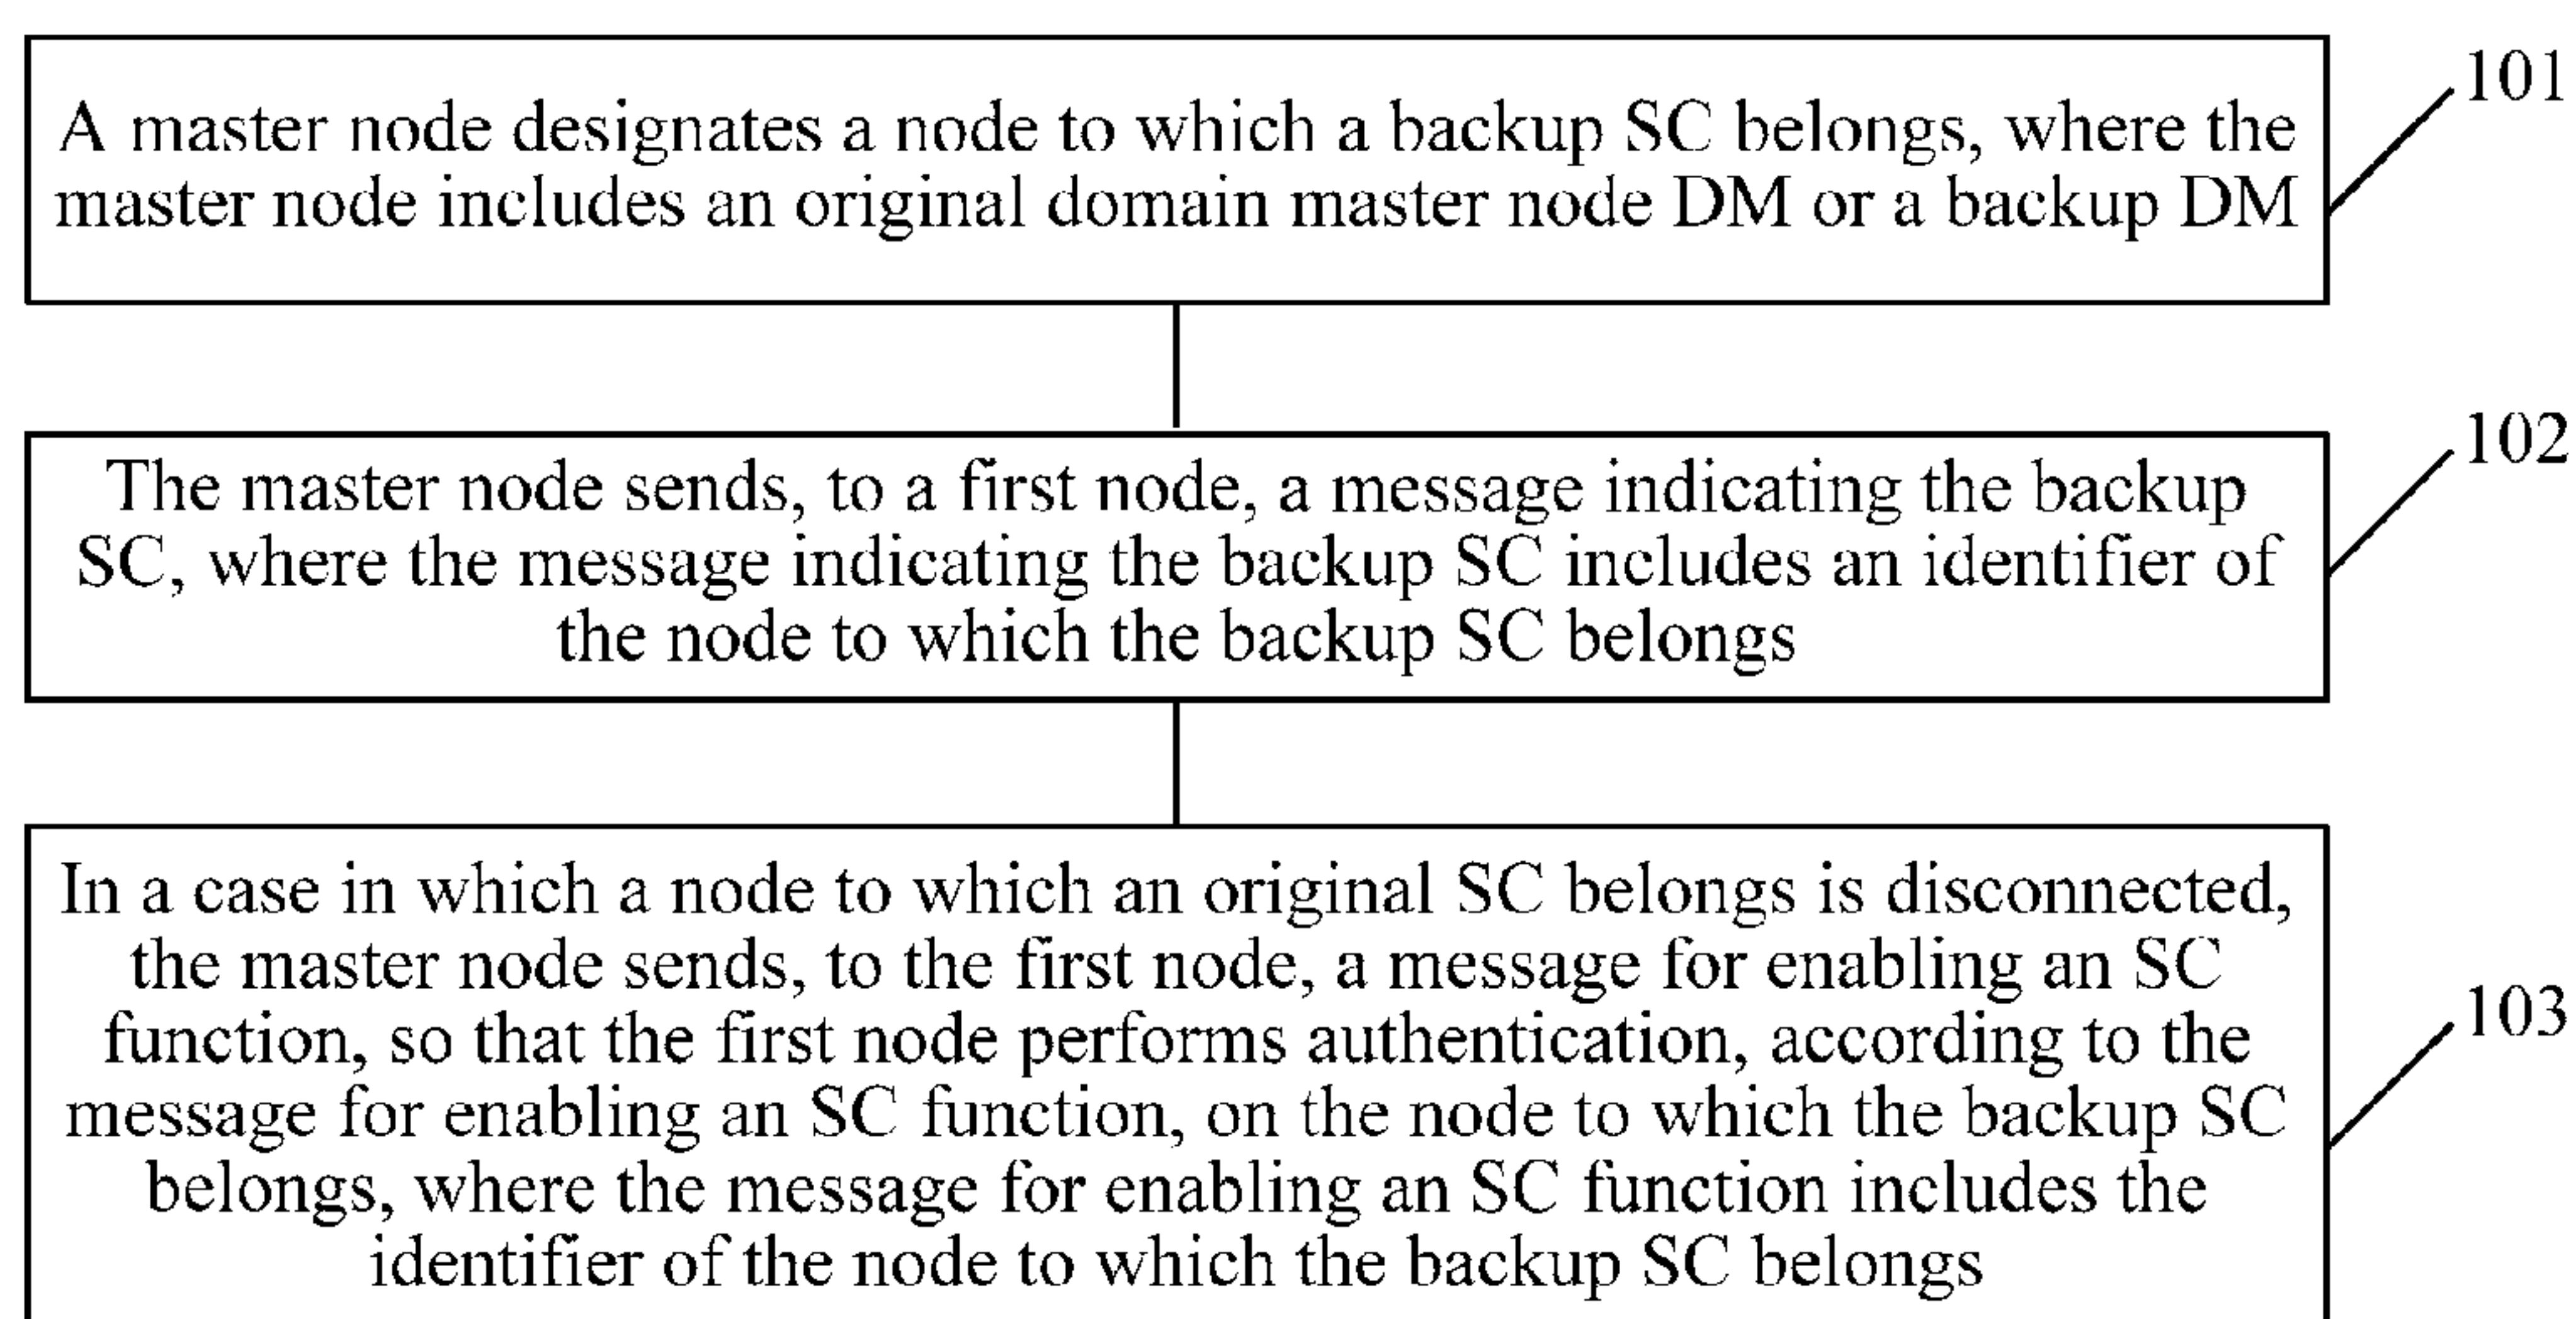 101
A master node designates a node to which a backup SC belongs, where the
master node includes an original domain master node DM or a backup DM
102
The master node sends, to a first node, a message indicating the backup
SC, where the message indicating the backup SC includes an identifier of
the node to which the backup SC belongs
In a case in which a node to which an original SC belongs is disconnected,
the master node sends, to the first node, a message for enabling an SC
103
function, so that the first node performs authentication, according to the
message for enabling an SC function, on the node to which the backup SC
belongs, where the message for enabling an SC function includes the
identifier of the node to which the backup SC belongs